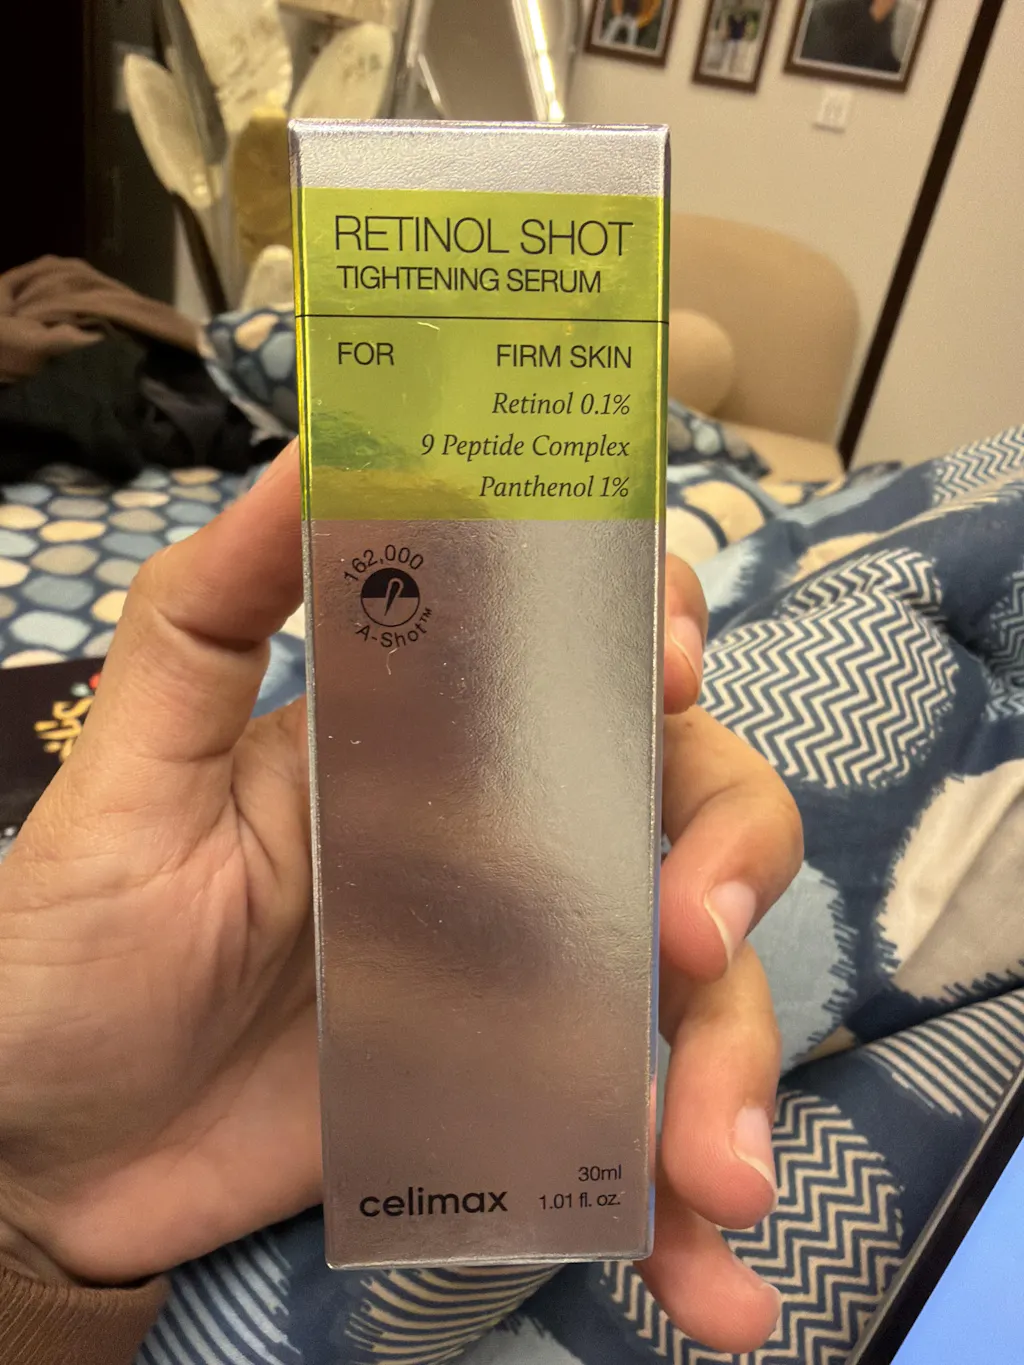 RETINOL SHOT
TIGHTENING SERUM
FOR FIRM SKIN
Retinol 0.1%
9 Peptide Complex
Panthenol 1%
162,000
A-Shot™
30ml
celimax 1.01 fl. oz.